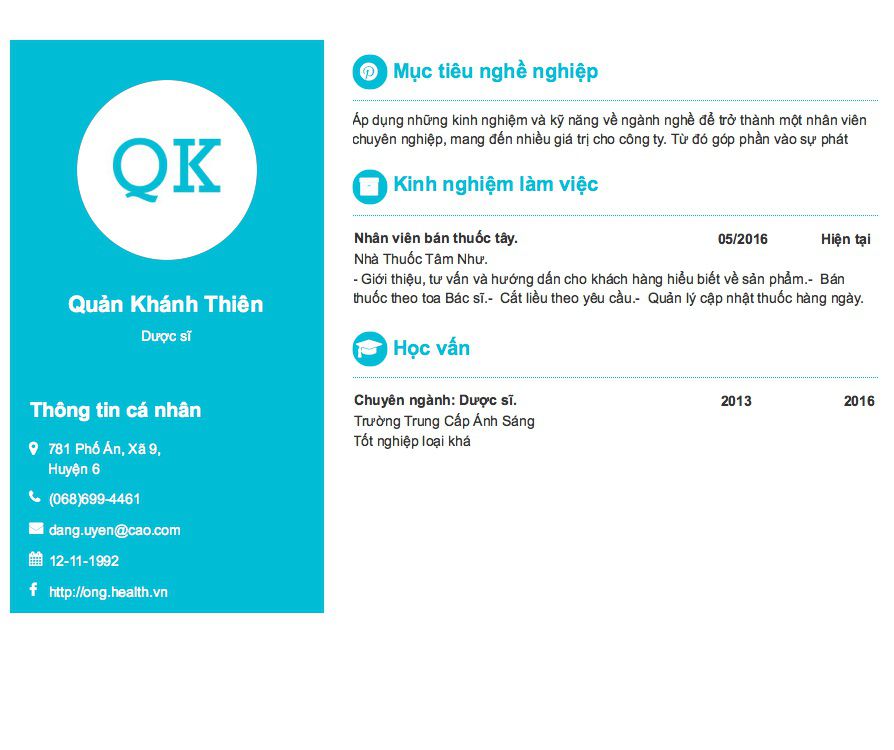 QK
Quản Khánh Thiên
Dược sĩ
Thông tin cá nhân
781 Phố Án, Xã 9,
Huyện 6
(068)699-4461
dang.uyen@cao.com
12-11-1992
http://ong.health.vn
Mục tiêu nghề nghiệp
Áp dụng những kinh nghiệm và kỹ năng về ngành nghề để trở thành một nhân viên
chuyên nghiệp, mang đến nhiều giá trị cho công ty. Từ đó góp phần vào sự phát
Kinh nghiệm làm việc
Nhân viên bán thuốc tây. 05/2016 Hiện tại
Nhà Thuốc Tâm Như.
- Giới thiệu, tư vấn và hướng dẫn cho khách hàng hiểu biết về sản phẩm.- Bán
thuốc theo toa Bác sĩ.- Cắt liều theo yêu cầu.- Quản lý cập nhật thuốc hàng ngày.
Học vấn
Chuyên ngành: Dược sĩ. 2013 2016
Trường Trung Cấp Ánh Sáng
Tốt nghiệp loại khá